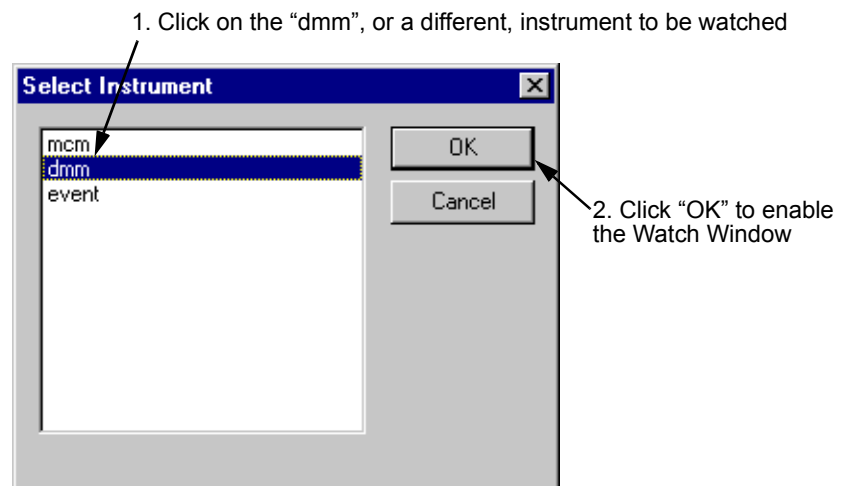 1. Click on the “dmm”, or a different, instrument to be watched
Select Instrument
mcm
dmm
event
OK
Cancel
2. Click “OK” to enable
the Watch Window